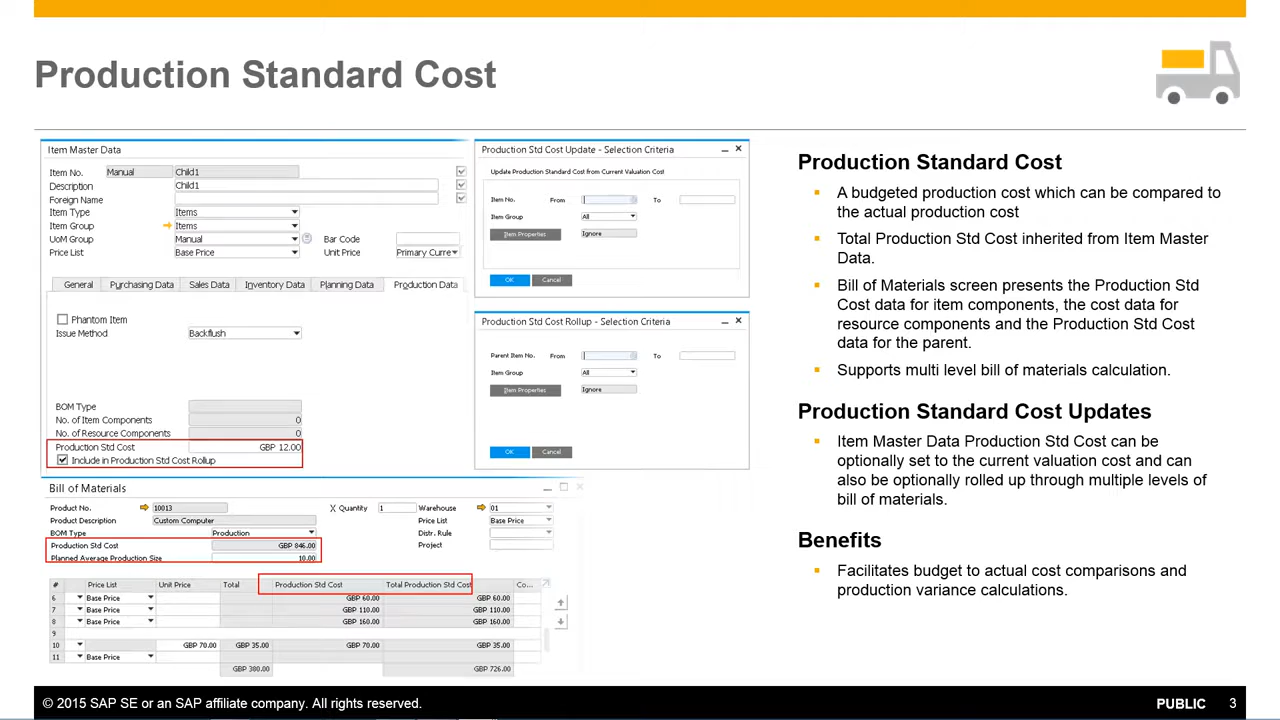 Production Standard Cost
Item Master Data
Item No. Manual Child1
Description Child1
Foreign Name
Item Type Items
Item Group Items
UoM Group Manual Bar Code
Price List Base Price Unit Price Primary Curre
General Purchasing Data Sales Data Inventory Data Planning Data Production Data
Phantom Item
Issue Method Backflush
BOM Type
No. of Item Components 0
No. of Resource Components 0
Production Std Cost GBP 12.00
Include in Production Std Cost Rollup
Production Std Cost Update - Selection Criteria
Update Production Standard Cost from Current Valuation Cost
Item No. From To
Item Group All
Item Properties Ignore
OK Cancel
Production Std Cost Rollup - Selection Criteria
Parent Item No. From To
Item Group All
Item Properties Ignore
OK Cancel
Bill of Materials
Product No. 10013 X Quantity 1 Warehouse 01
Product Description Custom Computer Price List Base Price
BOM Type Production Distr. Rule
Production Std Cost GBP 846.00 Project
Planned Average Production Size 10.00
# Price List Unit Price Total Production Std Cost Total Production Std Cost Co...
6 Base Price GBP 60.00 GBP 60.00
7 Base Price GBP 110.00 GBP 110.00
8 Base Price GBP 160.00 GBP 160.00
9
10 GBP 70.00 GBP 35.00 GBP 70.00 GBP 35.00
11 Base Price
GBP 380.00 GBP 726.00
Production Standard Cost
A budgeted production cost which can be compared to
the actual production cost
Total Production Std Cost inherited from Item Master
Data.
Bill of Materials screen presents the Production Std
Cost data for item components, the cost data for
resource components and the Production Std Cost
data for the parent.
Supports multi level bill of materials calculation.
Production Standard Cost Updates
Item Master Data Production Std Cost can be
optionally set to the current valuation cost and can
also be optionally rolled up through multiple levels of
bill of materials.
Benefits
Facilitates budget to actual cost comparisons and
production variance calculations.
© 2015 SAP SE or an SAP affiliate company. All rights reserved. PUBLIC 3